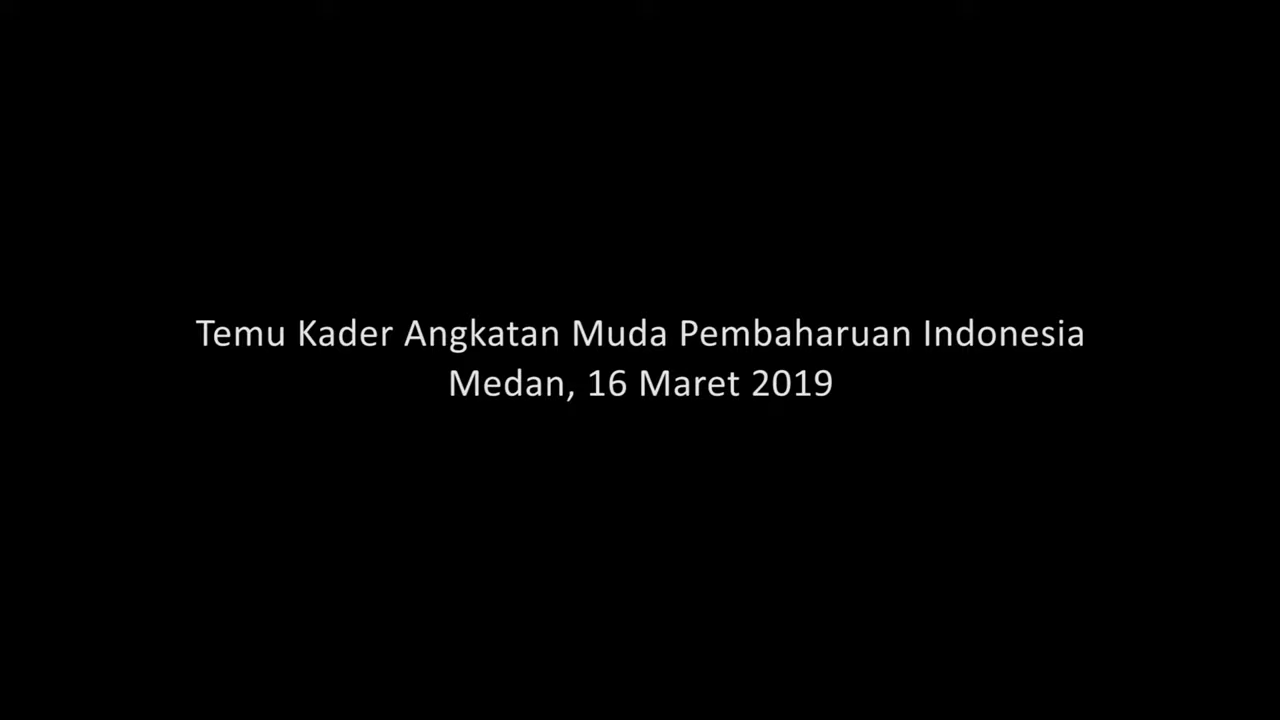 Temu Kader Angkatan Muda Pembaharuan Indonesia
Medan, 16 Maret 2019